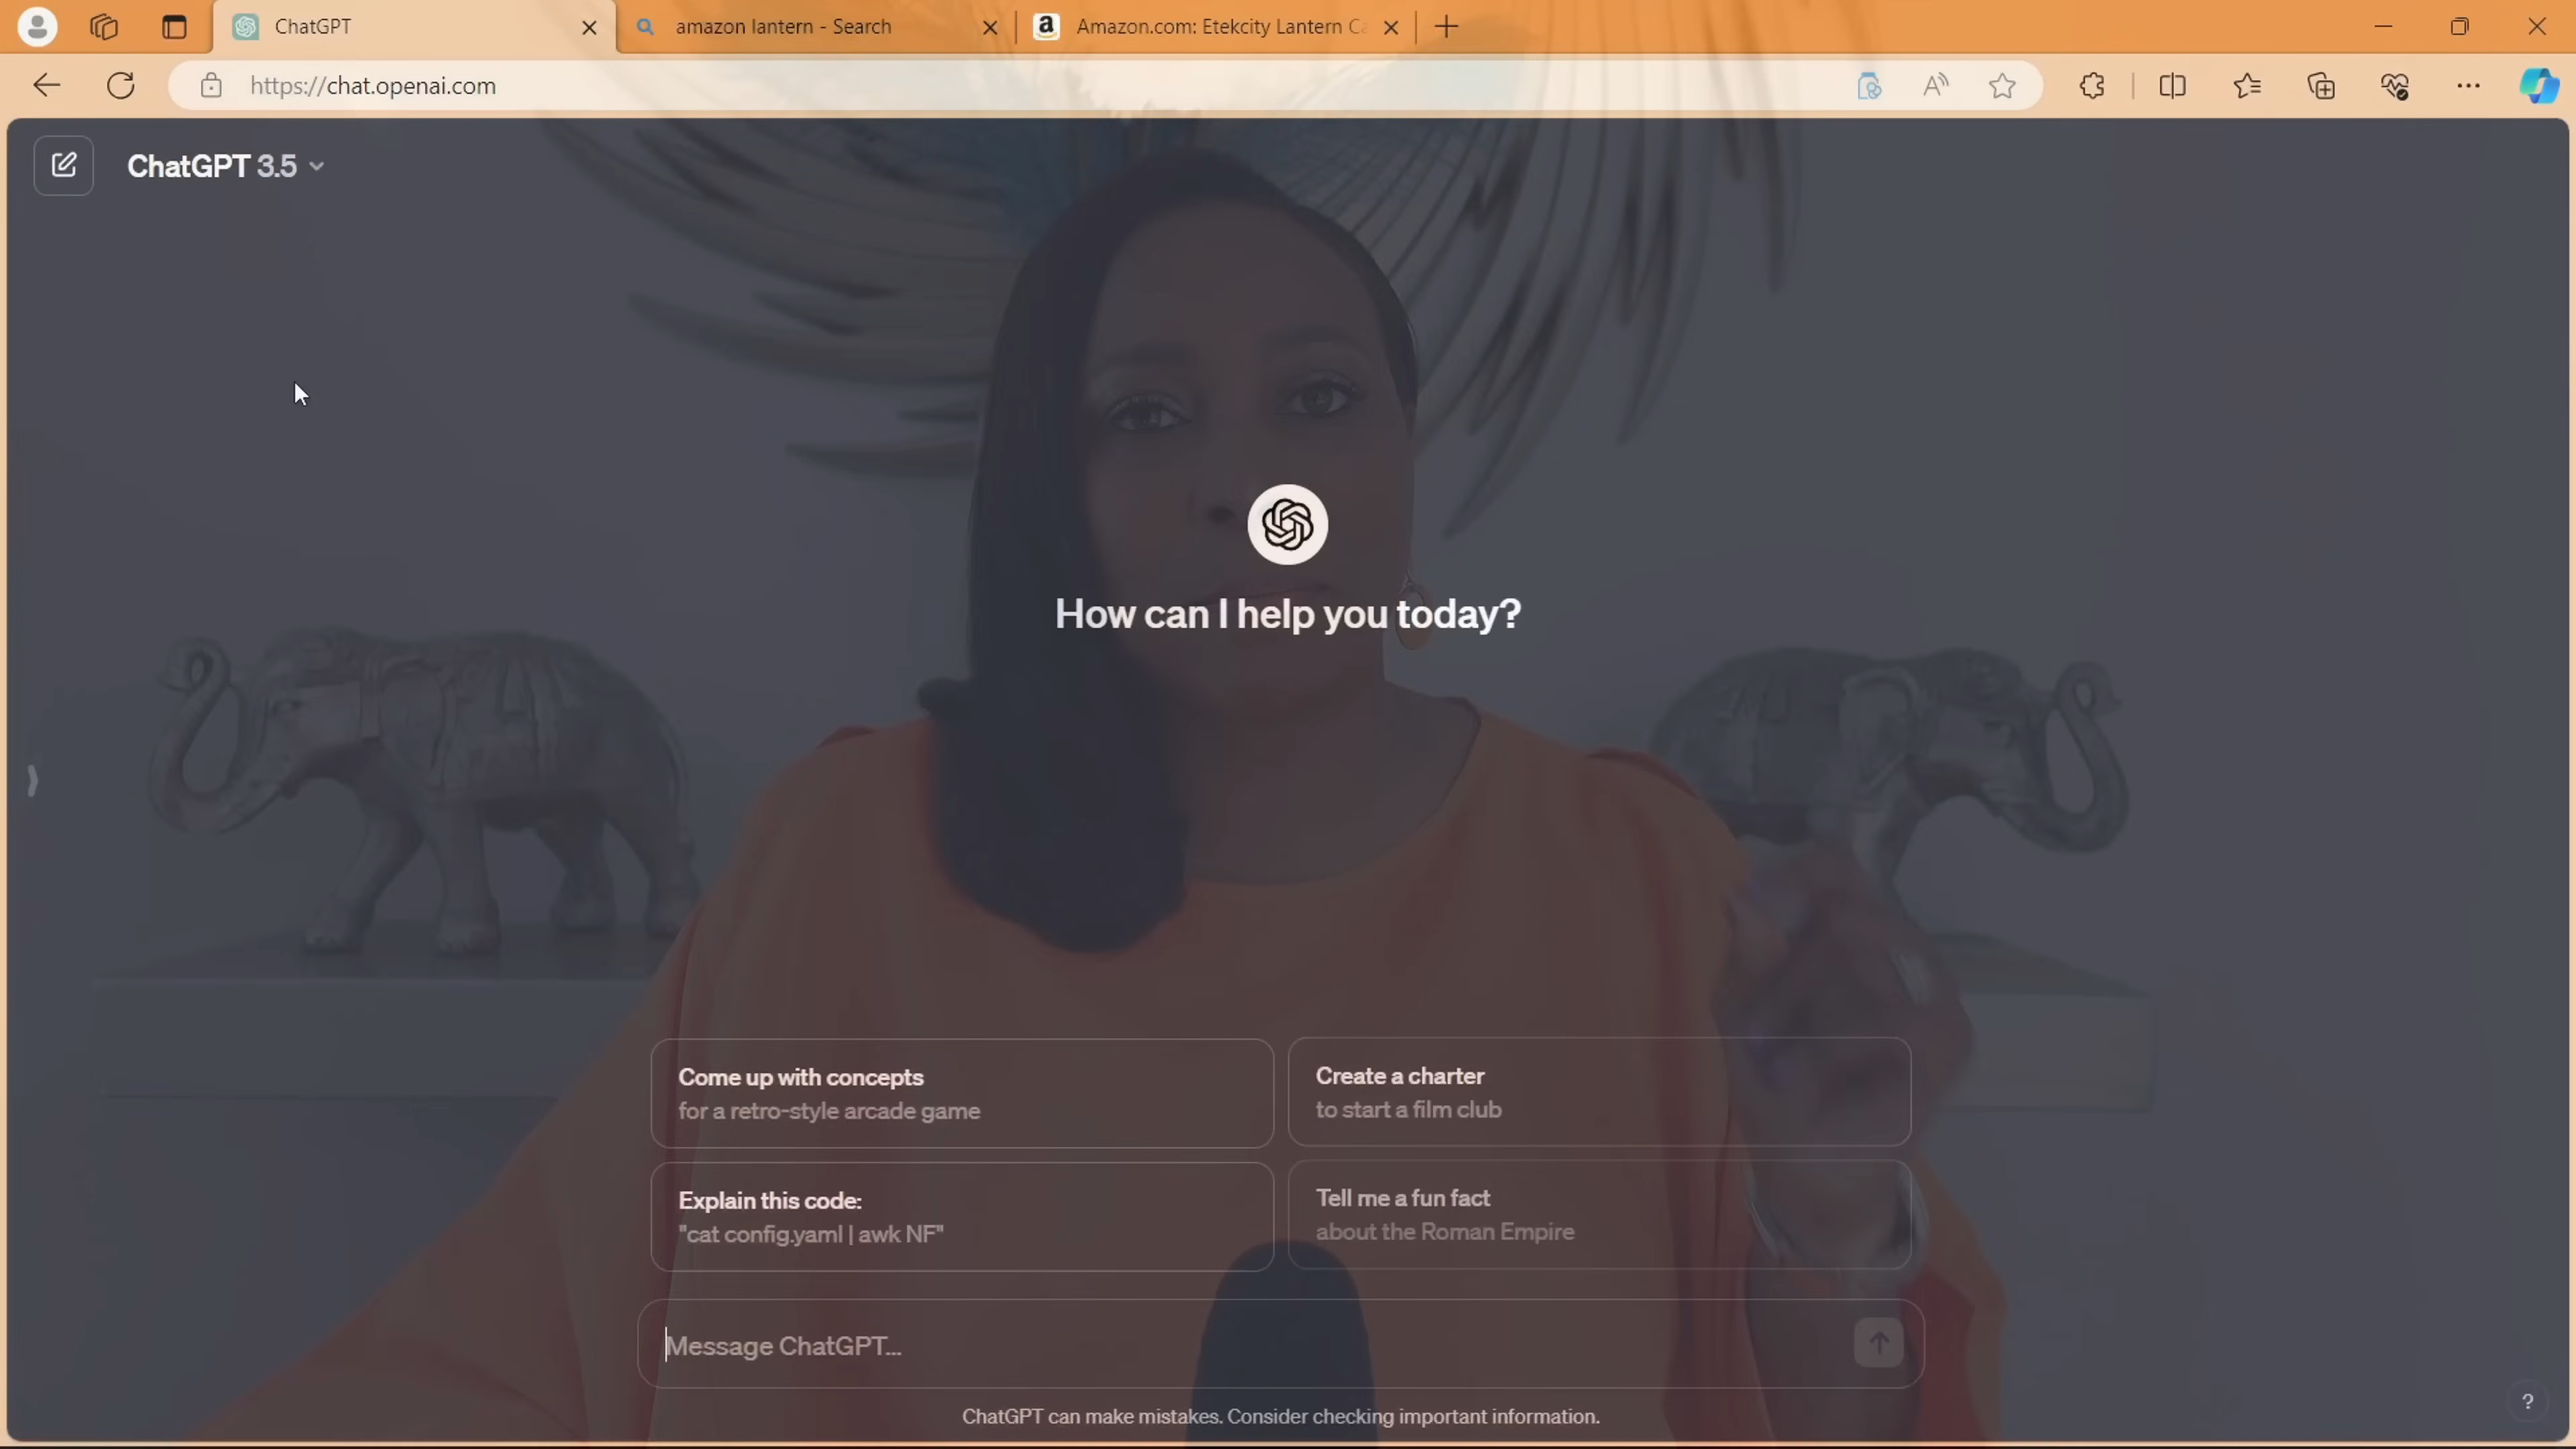 ChatGPT
amazon lantern - Search
Amazon.com: Etekcity Lantern Ca
https://chat.openai.com
ChatGPT 3.5
How can I help you today?
Come up with concepts
for a retro-style arcade game
Create a charter
to start a film club
Explain this code:
"cat config.yaml | awk NF"
Tell me a fun fact
about the Roman Empire
Message ChatGPT...
ChatGPT can make mistakes. Consider checking important information.
?